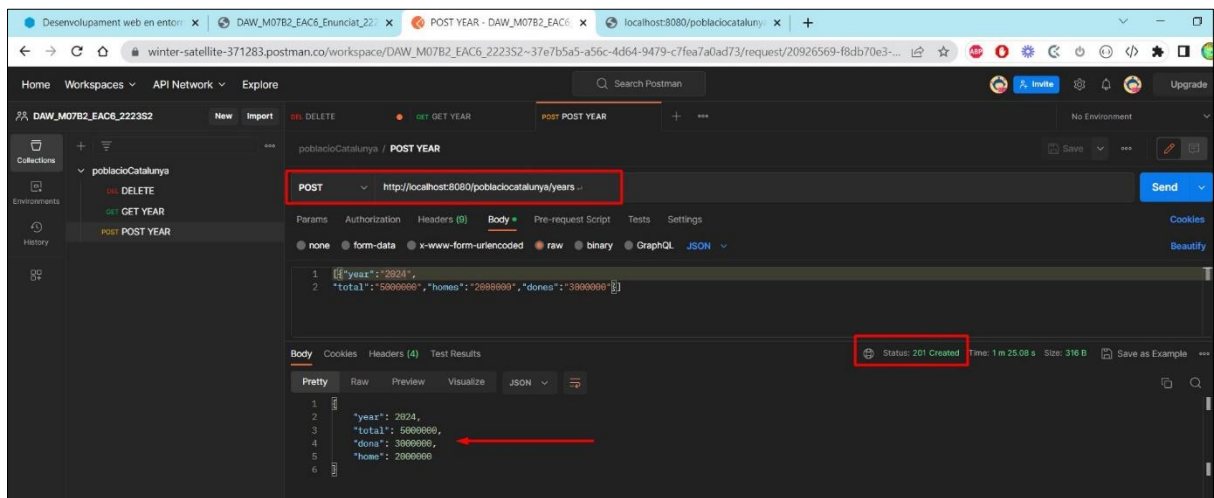 Desenvolupament web en entorn
DAW_M07B2_EAC6_Enunciat_222
POST YEAR - DAW_M07B2_EAC6
localhost:8080/poblaciocatalunya
winter-satellite-371283.postman.co/workspace/DAW_M07B2_EAC6_2223S2~37e7b5a5-a56c-4d64-9479-c7fea7a0ad73/request/20926569-f8db70e3-...
Home Workspaces API Network Explore Search Postman Invite Upgrade
DAW_M07B2_EAC6_2223S2 New Import DEL DELETE GET GET YEAR POST POST YEAR No Environment
Collections
Environments
History
poblacioCatalunya
DEL DELETE
GET GET YEAR
POST POST YEAR
poblacioCatalunya / POST YEAR Save
POST http://localhost:8080/poblaciocatalunya/years Send
Params Authorization Headers (9) Body Pre-request Script Tests Settings Cookies
none form-data x-www-form-urlencoded raw binary GraphQL JSON Beautify
1 [{"year":"2024",
2 "total":"5000000","homes":"2000000","dones":"3000000"}]
Body Cookies Headers (4) Test Results Status: 201 Created Time: 1 m 25.08 s Size: 316 B Save as Example
Pretty Raw Preview Visualize JSON
1 {
2 "year": 2024,
3 "total": 5000000,
4 "dona": 3000000,
5 "home": 2000000
6 }